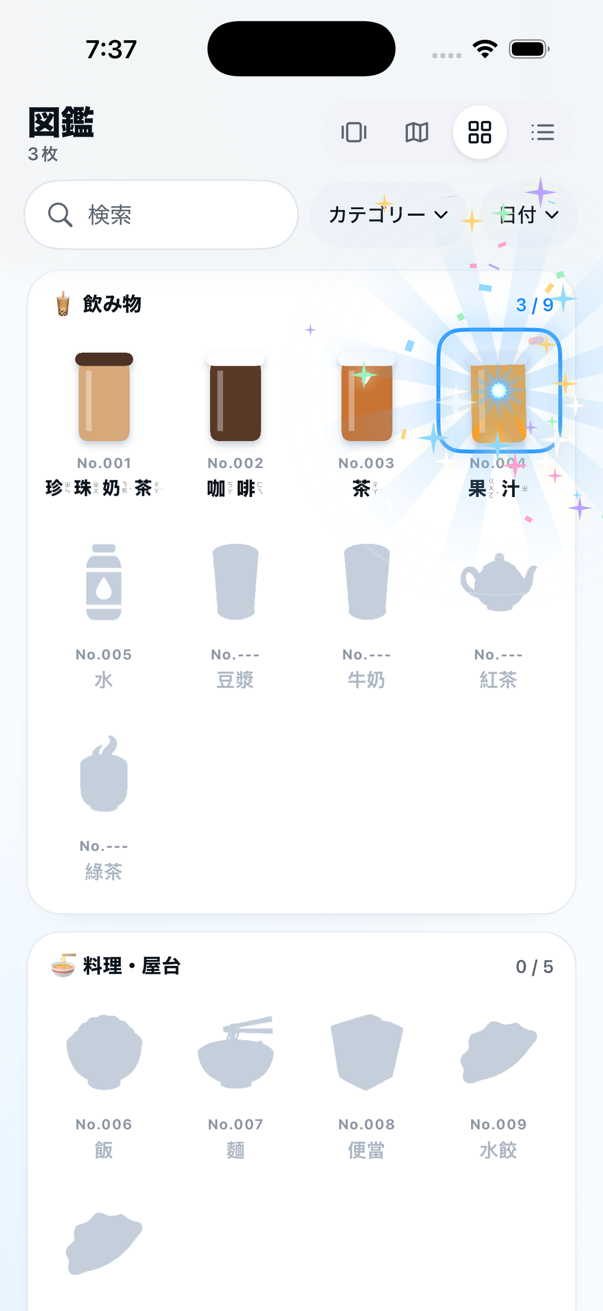 7:37
図鑑
3枚
検索
カテゴリー
日付
🧋 飲み物
3 / 9
No.001
No.002
No.003
No.004
珍珠奶茶
咖啡
茶
果汁
No.005
No.---
No.---
No.---
水
豆漿
牛奶
紅茶
No.---
綠茶
🍜 料理・屋台
0 / 5
No.006
No.007
No.008
No.009
飯
麵
便當
水餃